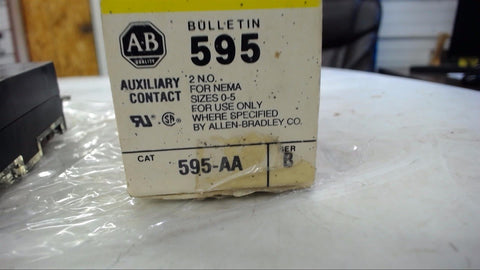 A-B
QUALITY
BULLETIN
595
AUXILIARY
CONTACT
2 N.O.
FOR NEMA
SIZES 0-5
FOR USE ONLY
WHERE SPECIFIED
BY ALLEN-BRADLEY CO.
CAT
595-AA
SER
B